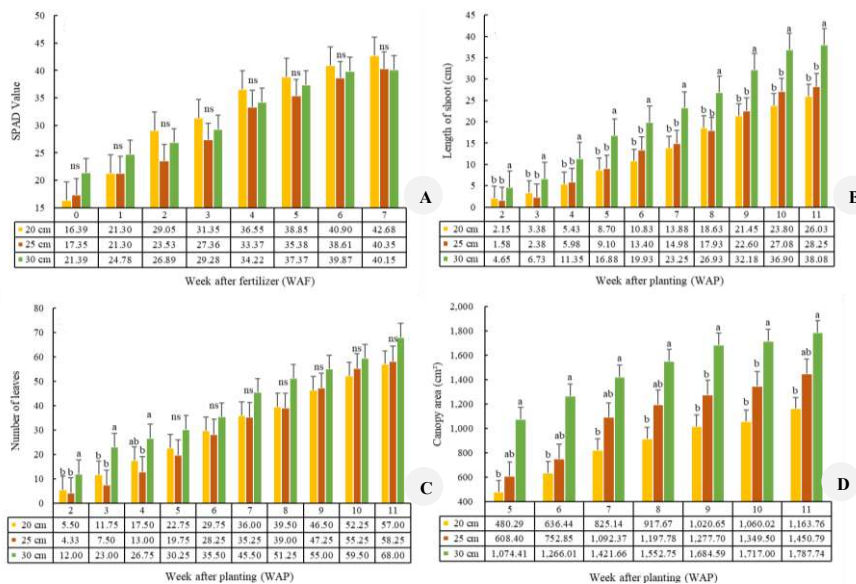 50
45
40
35
30
25
20
15
SPAD Value
ns ns ns ns ns ns ns ns
A
0 1 2 3 4 5 6 7
20 cm 16.39 21.30 29.05 31.35 36.55 38.85 40.90 42.68
25 cm 17.35 21.30 23.53 27.36 33.37 35.38 38.61 40.35
30 cm 21.39 24.78 26.89 29.28 34.22 37.37 39.87 40.15
Week after fertilizer (WAF)
45
40
35
30
25
20
15
10
5
0
Length of shoot (cm)
b b a b b a b b a b b a b b a b b a b b a b b a b b a b b a
B
2 3 4 5 6 7 8 9 10 11
2.15 3.38 5.43 8.70 10.83 13.88 18.63 21.45 23.80 26.03
1.58 2.38 5.98 9.10 13.40 14.98 17.93 22.60 27.08 28.25
4.65 6.73 11.35 16.88 19.93 23.25 26.93 32.18 36.90 38.08
20 cm
25 cm
30 cm
Week after planting (WAP)
80
70
60
50
40
30
20
10
0
Number of leaves
b b a b b a ab b a ns ns ns ns ns ns ns
C
2 3 4 5 6 7 8 9 10 11
20 cm 5.50 11.75 17.50 22.75 29.75 36.00 39.50 46.50 52.25 57.00
25 cm 4.33 7.50 13.00 19.75 28.25 35.25 39.00 47.25 55.25 58.25
30 cm 12.00 23.00 26.75 30.25 35.50 45.50 51.25 55.00 59.50 68.00
Week after planting (WAP)
1,800
1,600
1,400
1,200
1,000
800
600
400
Canopy area (cm²)
b ab a b ab a b ab a b ab a b ab a b ab a b ab a
D
5 6 7 8 9 10 11
20 cm 480.29 636.44 825.14 917.67 1,020.65 1,060.02 1,163.76
25 cm 608.40 752.85 1,092.37 1,197.78 1,277.70 1,349.50 1,450.79
30 cm 1,074.41 1,266.01 1,421.66 1,552.75 1,684.59 1,717.00 1,787.74
Week after planting (WAP)